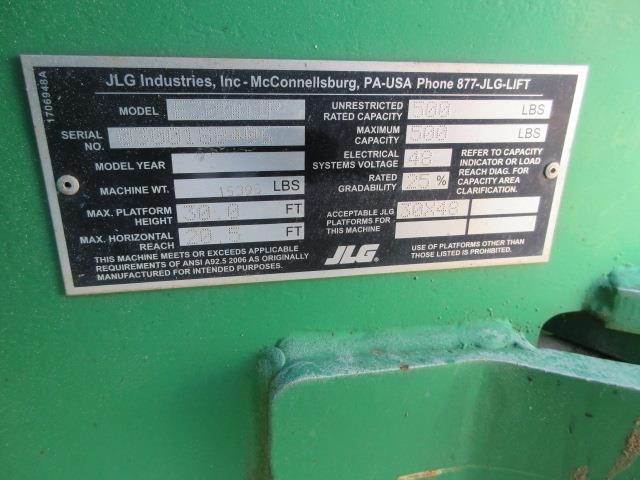 1706948A
JLG Industries, Inc - McConnellsburg, PA-USA Phone 877-JLG-LIFT
MODEL
SERIAL NO.
MODEL YEAR
MACHINE WT. LBS
MAX. PLATFORM HEIGHT 30.0 FT
MAX. HORIZONTAL REACH FT
THIS MACHINE MEETS OR EXCEEDS APPLICABLE
REQUIREMENTS OF ANSI A92.5 2006 AS ORIGINALLY
MANUFACTURED FOR INTENDED PURPOSES.
UNRESTRICTED RATED CAPACITY 500 LBS
MAXIMUM CAPACITY 500 LBS
ELECTRICAL SYSTEMS VOLTAGE 48
RATED GRADABILITY 25 %
REFER TO CAPACITY
INDICATOR OR LOAD
REACH DIAG. FOR
CAPACITY AREA
CLARIFICATION.
ACCEPTABLE JLG
PLATFORMS FOR
THIS MACHINE
30X48
JLG®
USE OF PLATFORMS OTHER THAN
THOSE LISTED IS PROHIBITED.